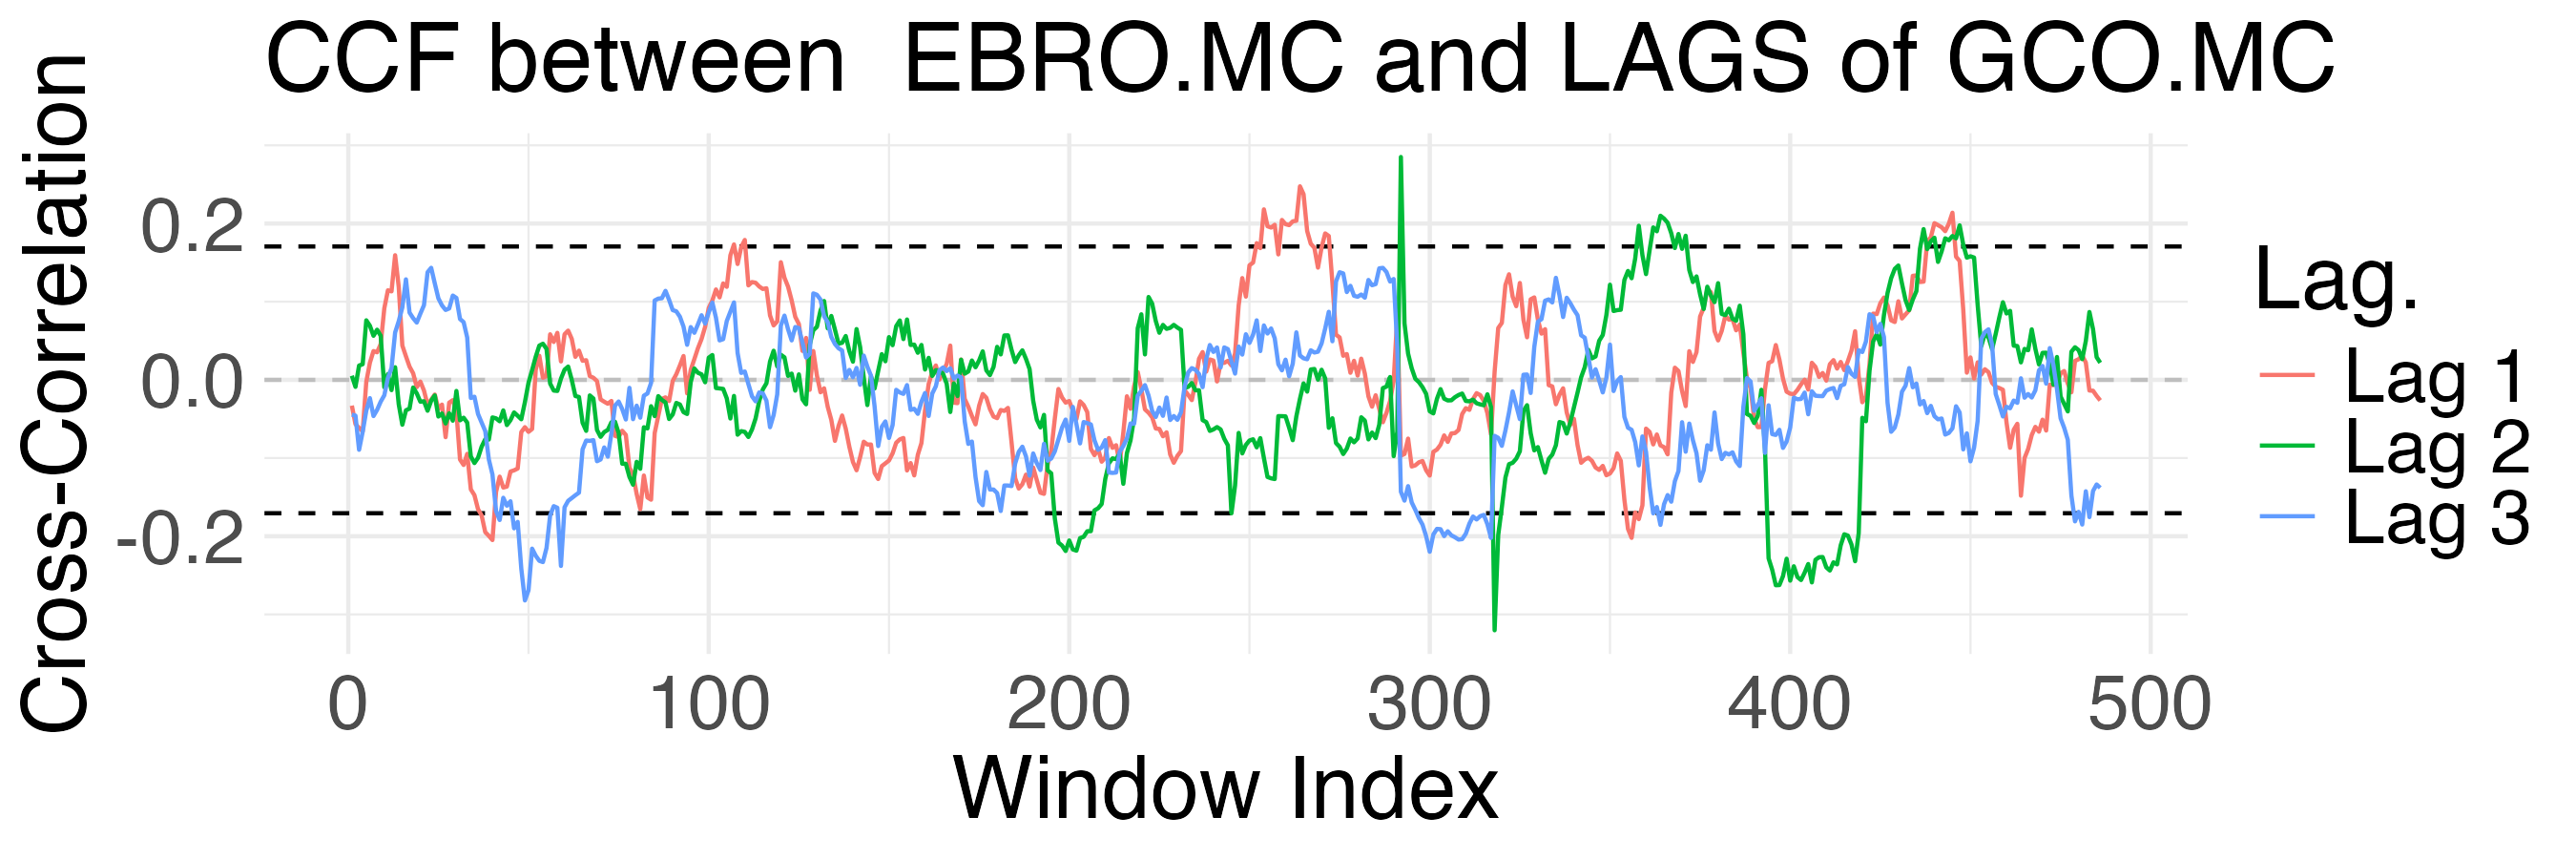 CCF between  EBRO.MC and LAGS of GCO.MC
Cross-Correlation
0.2
0.0
-0.2
0 100 200 300 400 500
Window Index
Lag.
Lag 1
Lag 2
Lag 3